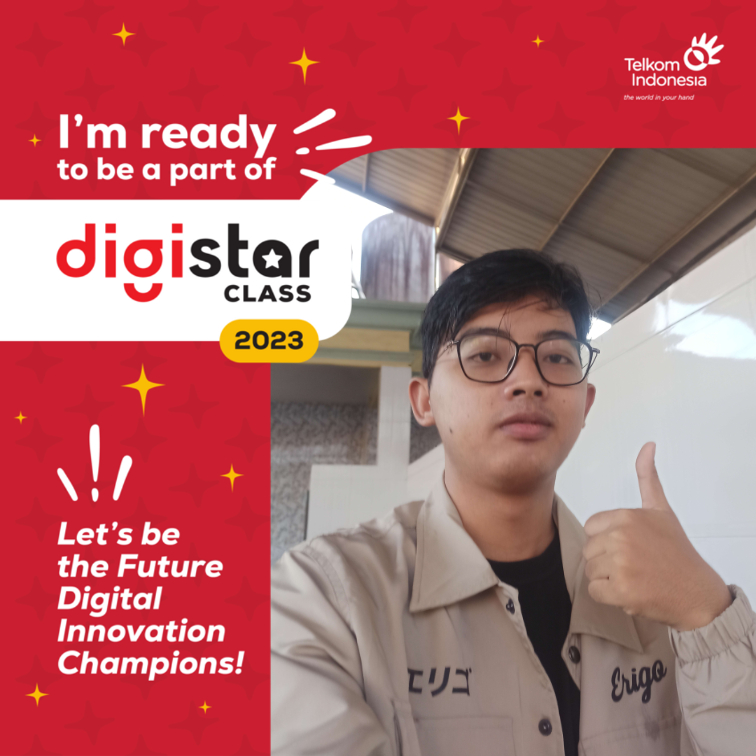 Telkom
Indonesia
the world in your hand
I'm ready
to be a part of
digistar
CLASS
2023
Let's be
the Future
Digital
Innovation
Champions!
エリゴ
Erigo